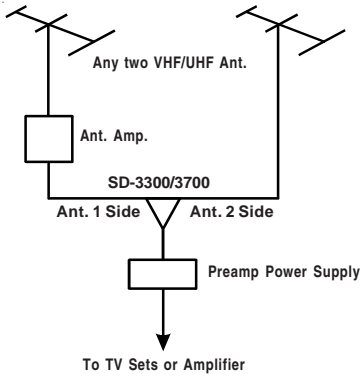 Any two VHF/UHF Ant.
Ant. Amp.
SD-3300/3700
Ant. 1 Side
Ant. 2 Side
Preamp Power Supply
To TV Sets or Amplifier